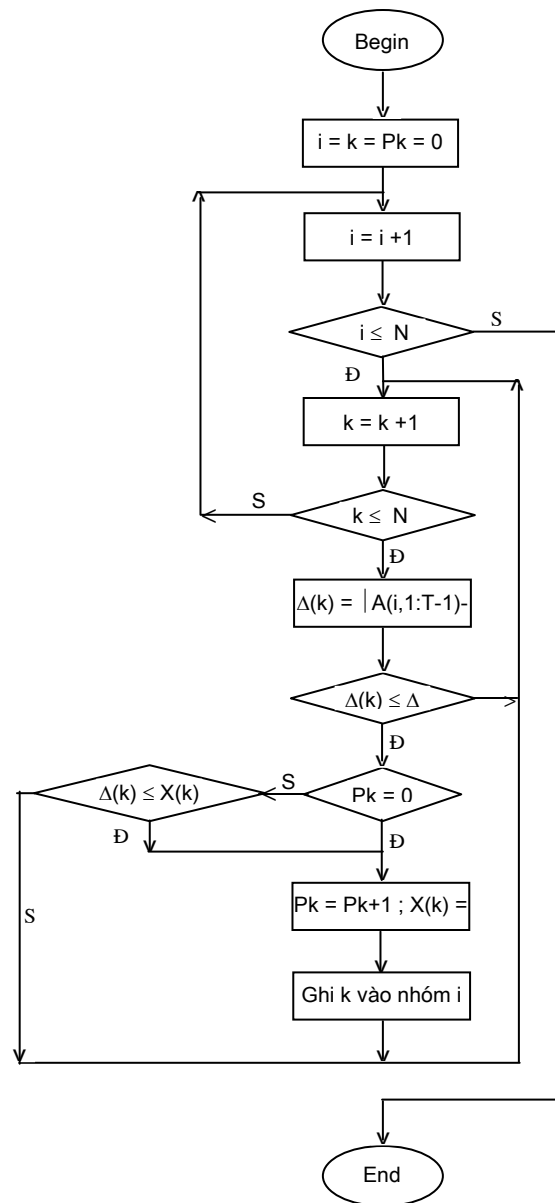 Begin
i = k = Pk = 0
i = i +1
i ≤ N
S
Đ
k = k +1
S
k ≤ N
Đ
Δ(k) = |A(i,1:T-1)-
Δ(k) ≤ Δ
Đ
Δ(k) ≤ X(k)
S
Pk = 0
Đ
Đ
Pk = Pk+1 ; X(k) =
S
Ghi k vào nhóm i
End